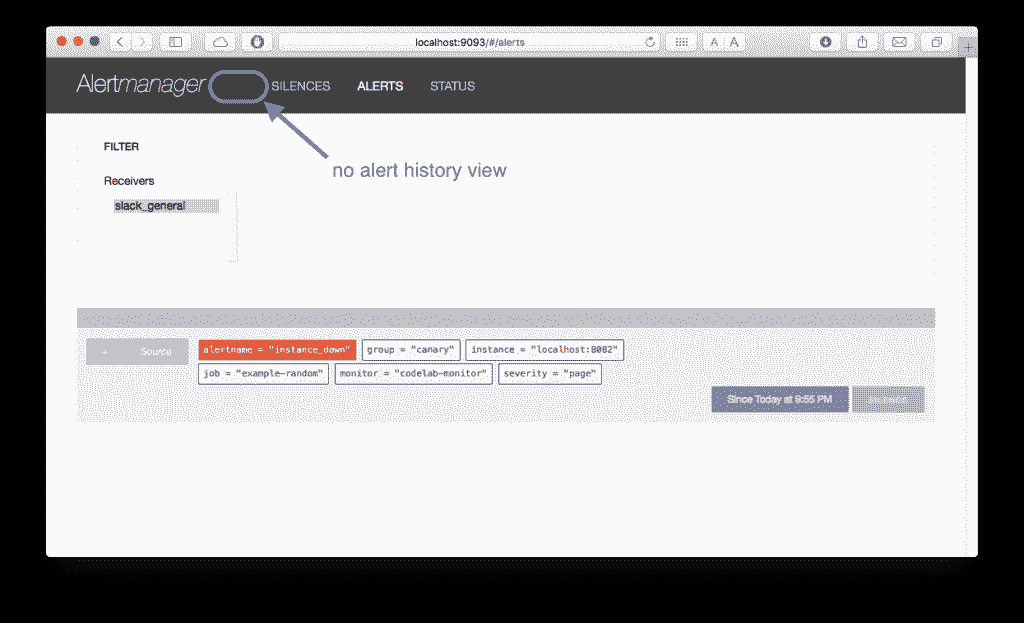 localhost:9093/#/alerts
A A
Alertmanager SILENCES ALERTS STATUS
no alert history view
FILTER
Receivers
slack_general
+ Source alertname = "instance_down" group = "canary" instance = "localhost:8082"
job = "example-random" monitor = "codelab-monitor" severity = "page"
Since Today at 9:55 PM SILENCE